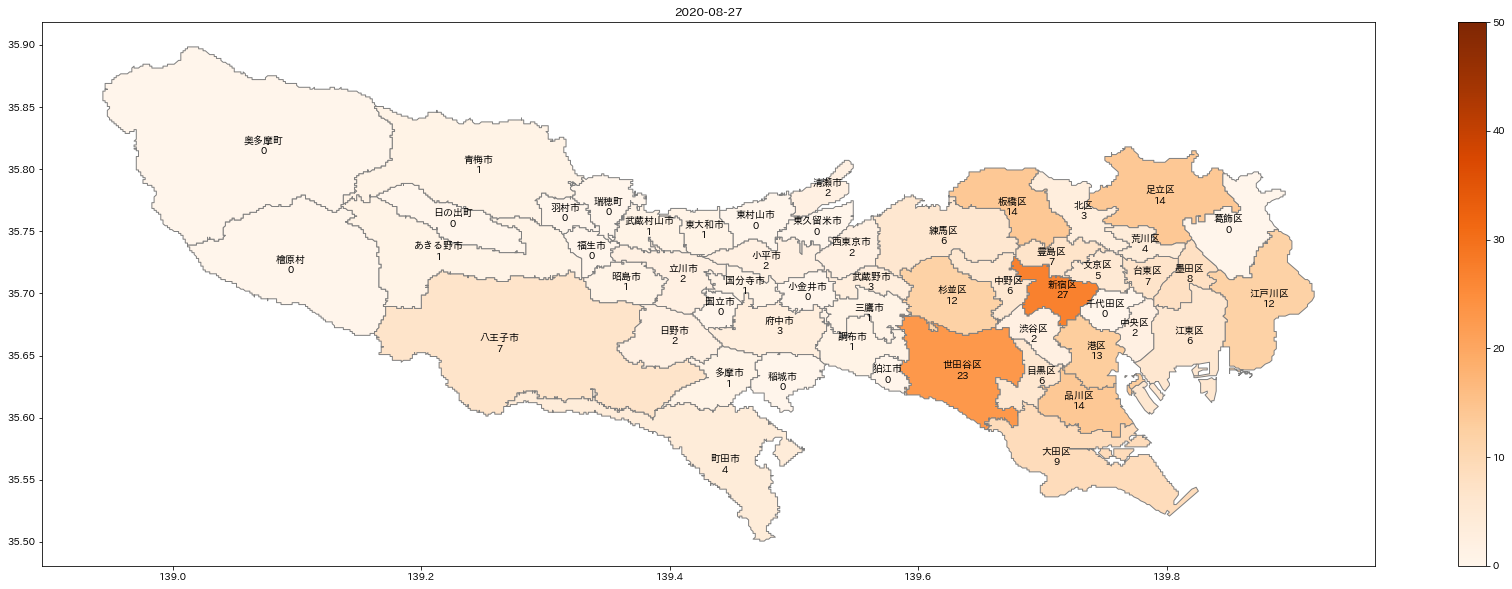 2020-08-27
35.90
35.85
35.80
35.75
35.70
35.65
35.60
35.55
35.50
139.0
139.2
139.4
139.6
139.8
50
40
30
20
10
0
奥多摩町
0
青梅市
1
檜原村
0
日の出町
0
あきる野市
1
羽村市
0
瑞穂町
0
福生市
0
武蔵村山市
1
東大和市
1
東村山市
0
清瀬市
2
東久留米市
0
西東京市
2
小平市
2
昭島市
1
立川市
2
国分寺市
1
国立市
0
小金井市
0
武蔵野市
3
三鷹市
1
府中市
3
調布市
1
狛江市
0
日野市
2
八王子市
7
多摩市
1
稲城市
0
町田市
4
練馬区
6
板橋区
14
北区
3
足立区
14
葛飾区
0
荒川区
4
豊島区
7
文京区
5
台東区
7
墨田区
8
江戸川区
12
杉並区
12
中野区
6
新宿区
27
千代田区
0
中央区
2
江東区
6
渋谷区
2
港区
13
世田谷区
23
目黒区
6
品川区
14
大田区
9